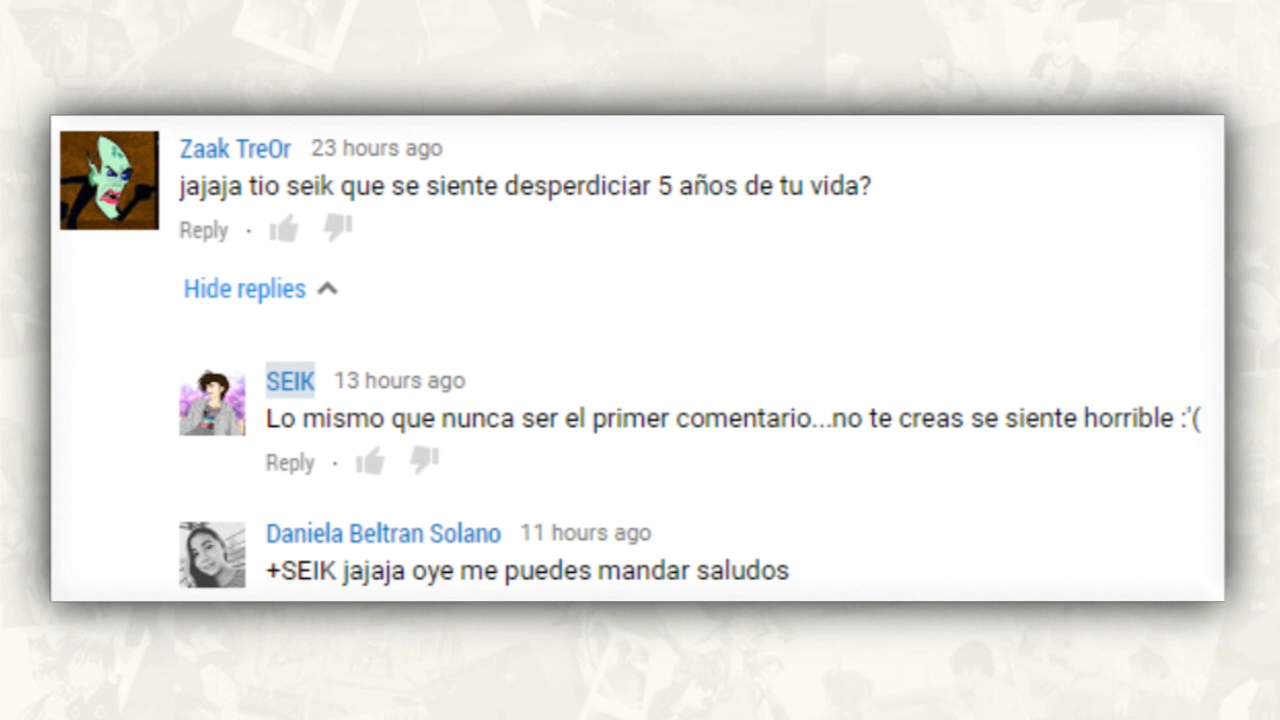 Zaak TreOr 23 hours ago
jajaja tio seik que se siente desperdiciar 5 años de tu vida?
Reply ·
Hide replies
SEIK 13 hours ago
Lo mismo que nunca ser el primer comentario...no te creas se siente horrible :'(
Reply ·
Daniela Beltran Solano 11 hours ago
+SEIK jajaja oye me puedes mandar saludos